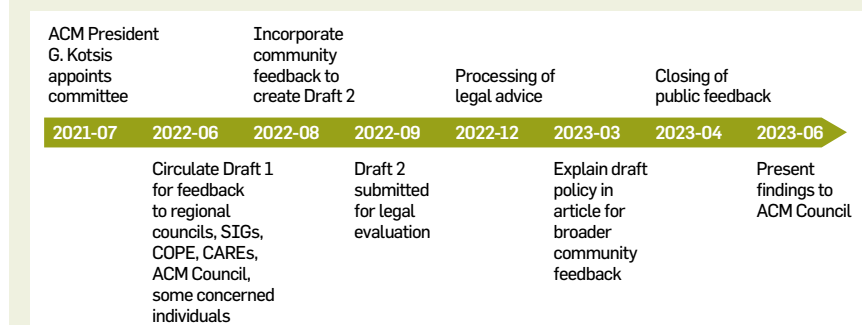 ACM President
G. Kotsis
appoints
committee
Incorporate
community
feedback to
create Draft 2
Processing of
legal advice
Closing of
public feedback
2021-07 2022-06 2022-08 2022-09 2022-12 2023-03 2023-04 2023-06
Circulate Draft 1
for feedback
to regional
councils, SIGs,
COPE, CAREs,
ACM Council,
some concerned
individuals
Draft 2
submitted
for legal
evaluation
Explain draft
policy in
article for
broader
community
feedback
Present
findings to
ACM Council